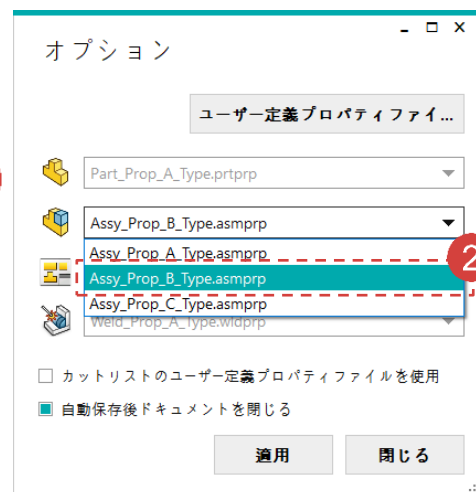 オプション
ユーザー定義プロパティファイ...
Part_Prop_A_Type.prtprp
Assy_Prop_B_Type.asmprp
Assy_Prop_A_Type.asmprp
Assy_Prop_B_Type.asmprp
2
Assy_Prop_C_Type.asmprp
Weld_Prop_A_Type.wldprp
カットリストのユーザー定義プロパティファイルを使用
自動保存後ドキュメントを閉じる
適用
閉じる